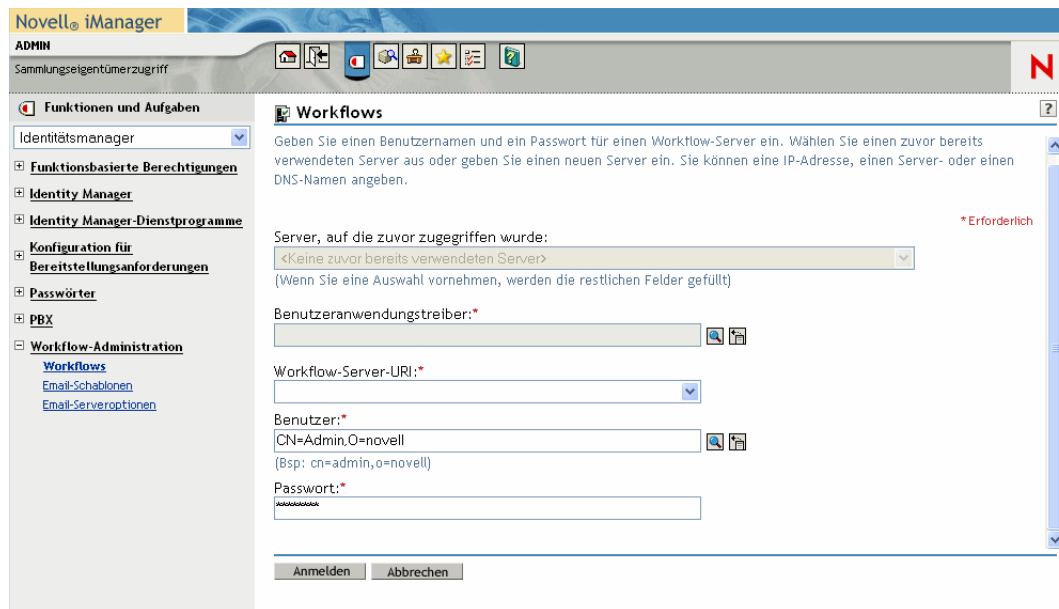 Novell® iManager
ADMIN
Sammlungseigentümerzugriff
N
Funktionen und Aufgaben
Identitätsmanager
Funktionsbasierte Berechtigungen
Identity Manager
Identity Manager-Dienstprogramme
Konfiguration für
Bereitstellungsanforderungen
Passwörter
PBX
Workflow-Administration
Workflows
Email-Schablonen
Email-Serveroptionen
Workflows
?
Geben Sie einen Benutzernamen und ein Passwort für einen Workflow-Server ein. Wählen Sie einen zuvor bereits
verwendeten Server aus oder geben Sie einen neuen Server ein. Sie können eine IP-Adresse, einen Server- oder einen
DNS-Namen angeben.
*Erforderlich
Server, auf die zuvor zugegriffen wurde:
<Keine zuvor bereits verwendeten Server>
(Wenn Sie eine Auswahl vornehmen, werden die restlichen Felder gefüllt)
Benutzeranwendungstreiber:*
Workflow-Server-URI:*
Benutzer:*
CN=Admin,O=novell
(Bsp: cn=admin,o=novell)
Passwort:*
********
Anmelden
Abbrechen